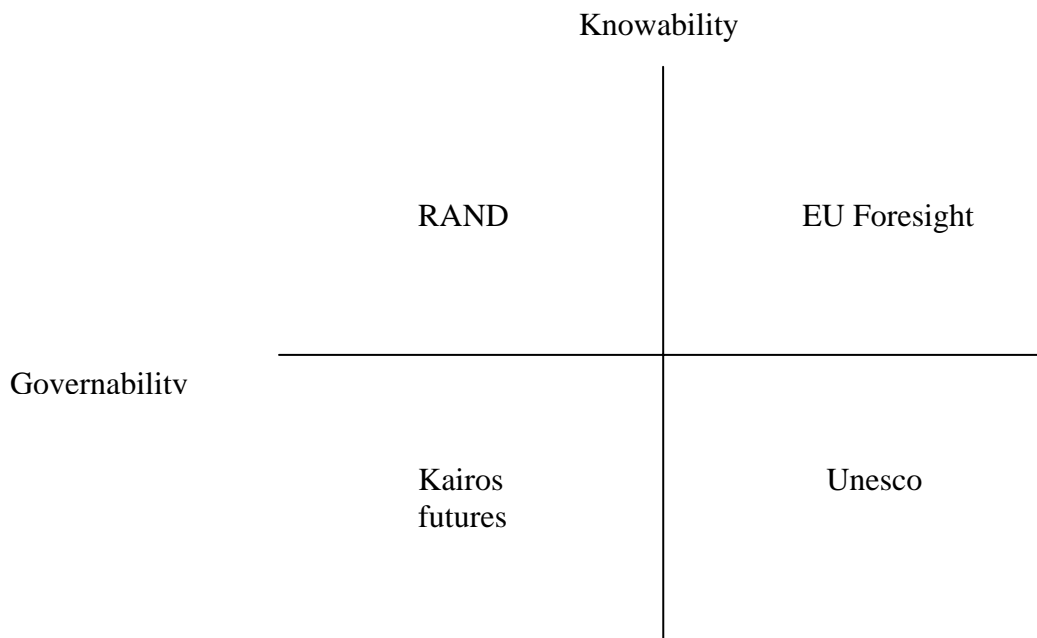 Knowability
RAND
EU Foresight
Governability
Kairos
futures
Unesco